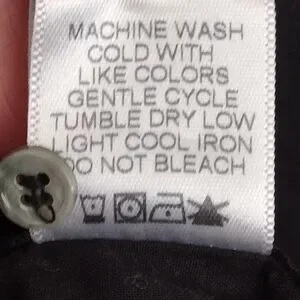 MACHINE WASH
COLD WITH
LIKE COLORS
GENTLE CYCLE
TUMBLE DRY LOW
LIGHT COOL IRON
DO NOT BLEACH